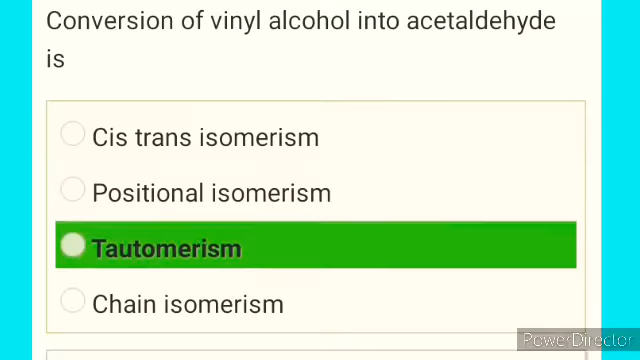 Conversion of vinyl alcohol into acetaldehyde
is
Cis trans isomerism
Positional isomerism
Tautomerism
Chain isomerism
PowerDirector